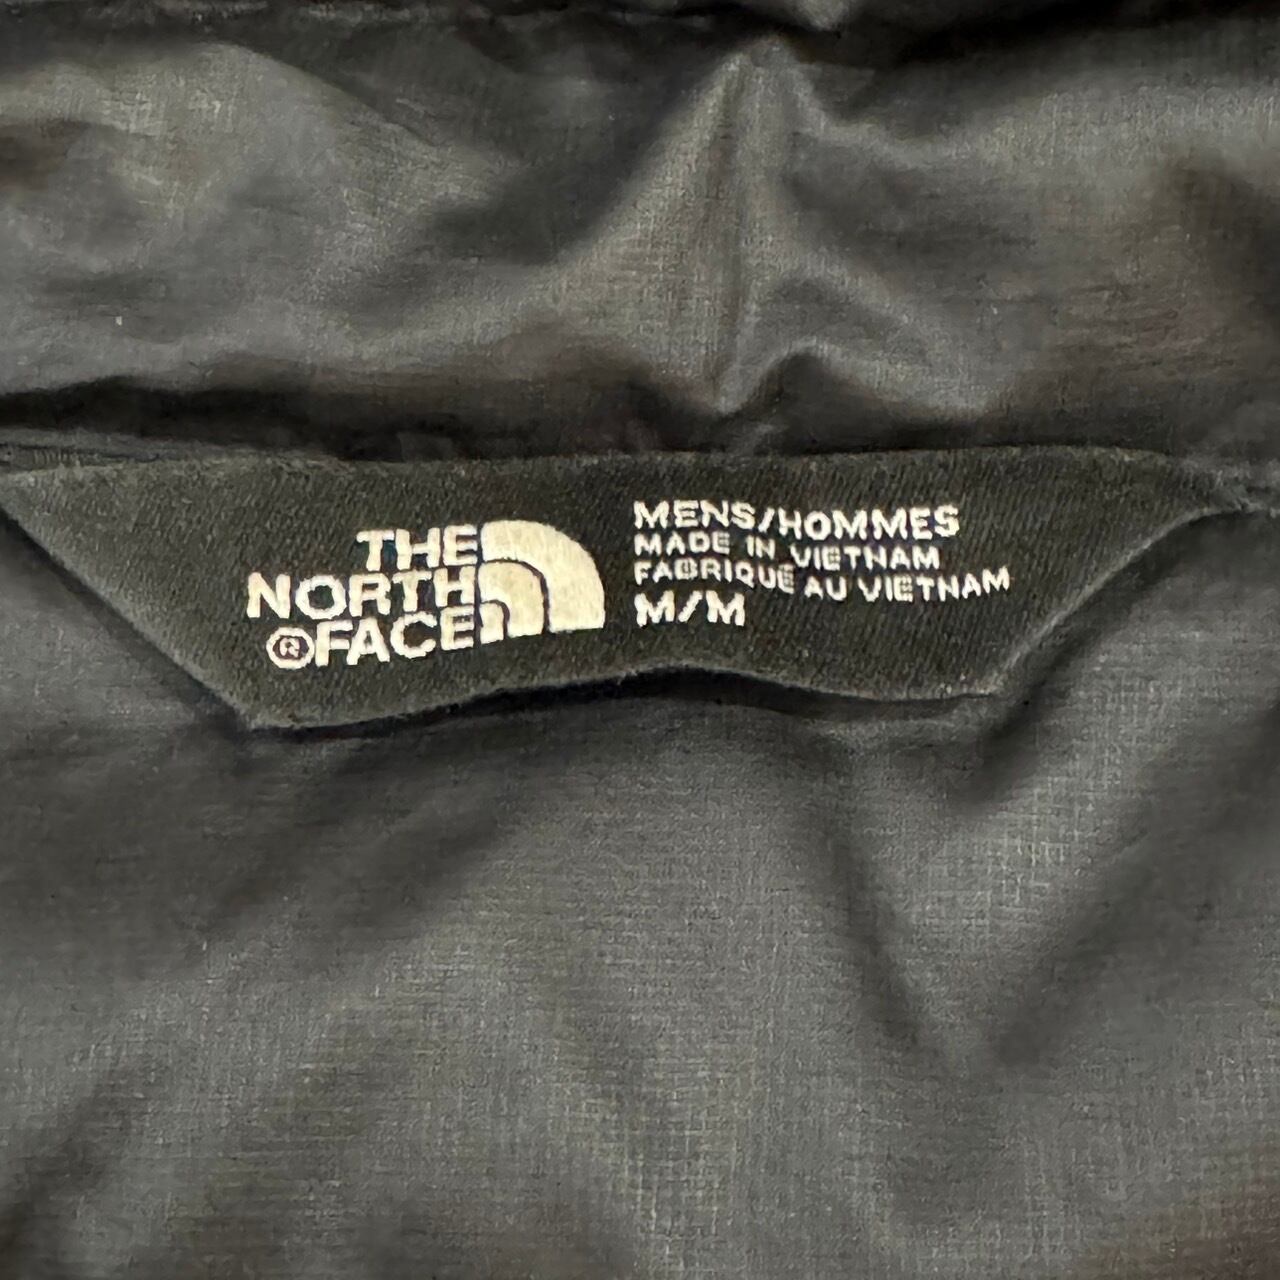 THE
NORTH
®FACE
MENS/HOMMES
MADE IN VIETNAM
FABRIQUÉ AU VIETNAM
M/M